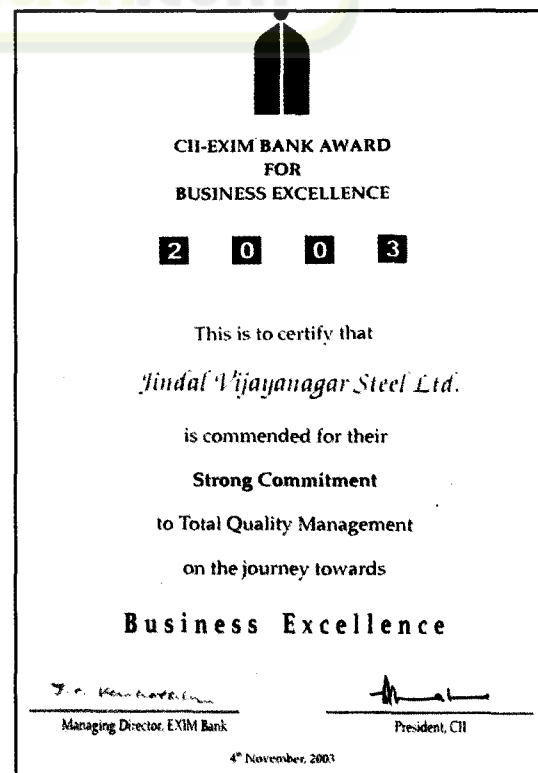 CII-EXIM BANK AWARD
FOR
BUSINESS EXCELLENCE
2 0 0 3
This is to certify that
Jindal Vijayanagar Steel Ltd.
is commended for their
Strong Commitment
to Total Quality Management
on the journey towards
Business Excellence
Managing Director, EXIM Bank
President, CII
4th November, 2003